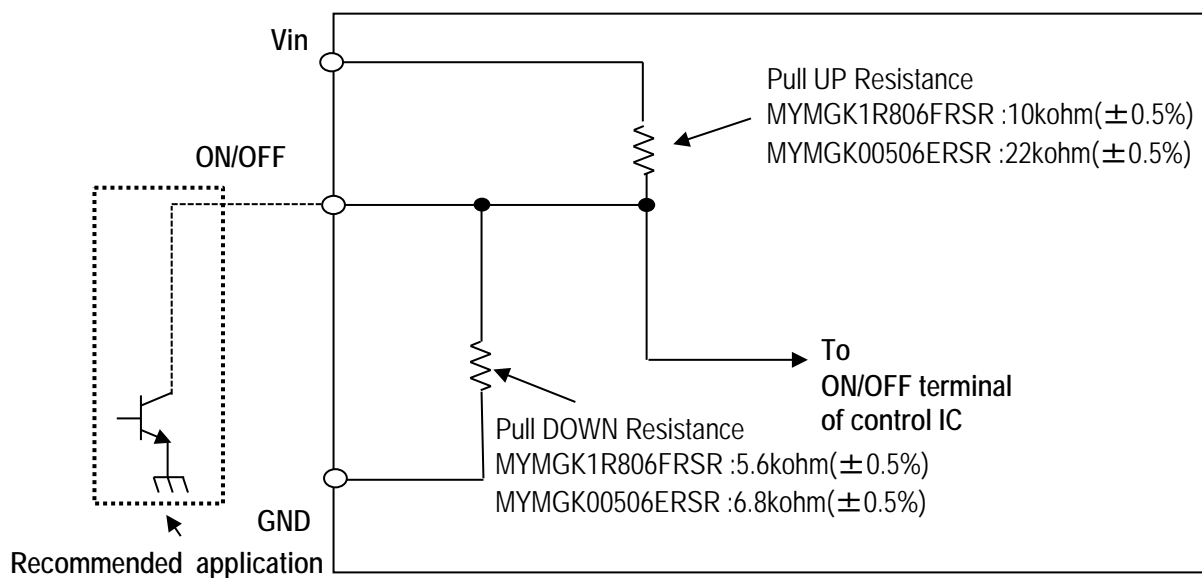 Vin
Pull UP Resistance
MYMGK1R806FRSR :10kohm(±0.5%)
MYMGK00506ERSR :22kohm(±0.5%)
ON/OFF
To
ON/OFF terminal
of control IC
Pull DOWN Resistance
MYMGK1R806FRSR :5.6kohm(±0.5%)
MYMGK00506ERSR :6.8kohm(±0.5%)
GND
Recommended application